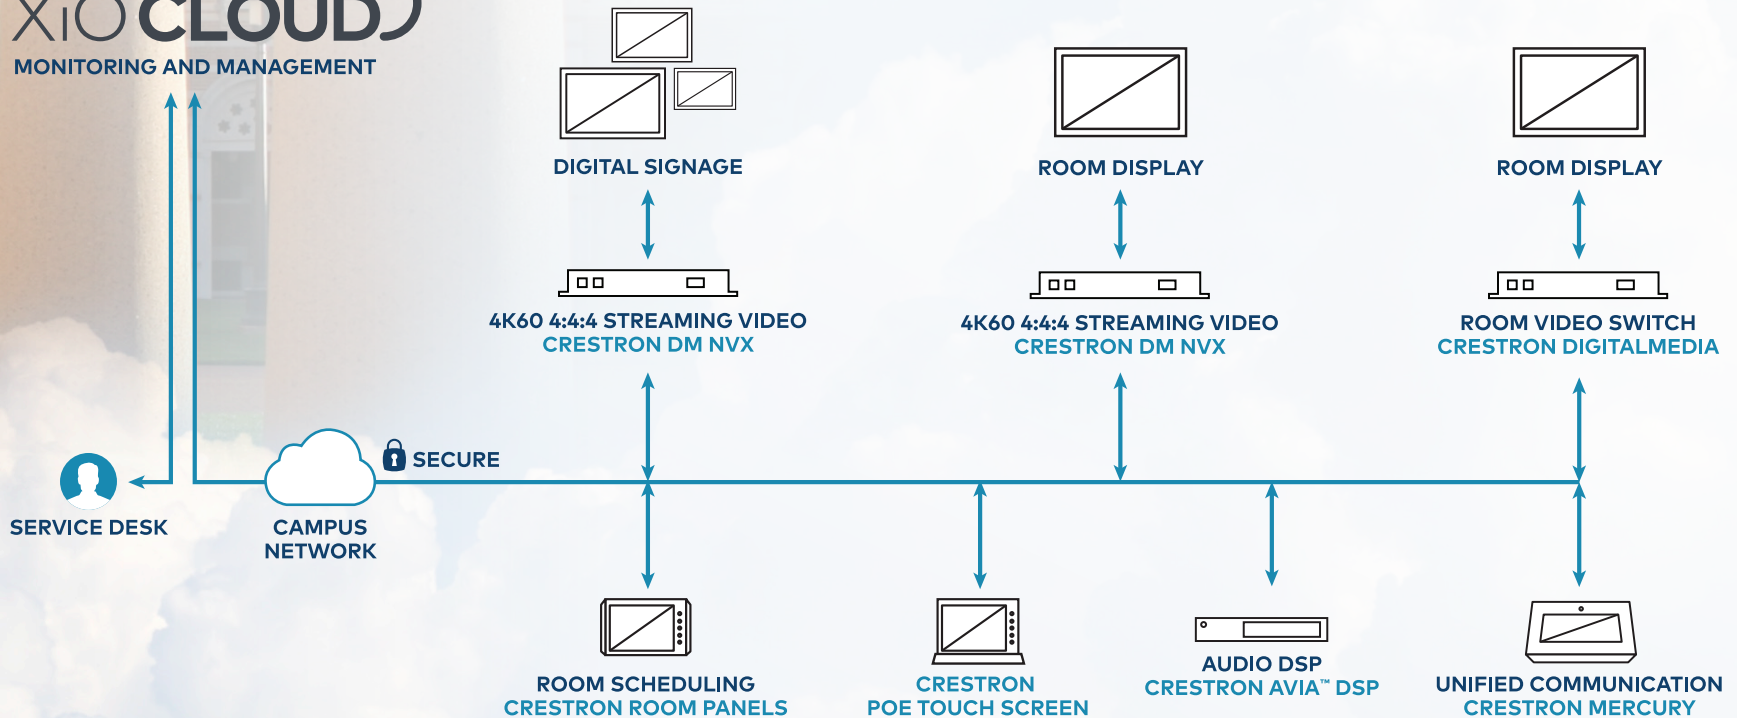 XiO CLOUD
MONITORING AND MANAGEMENT
DIGITAL SIGNAGE
ROOM DISPLAY
ROOM DISPLAY
4K60 4:4:4 STREAMING VIDEO
CRESTRON DM NVX
4K60 4:4:4 STREAMING VIDEO
CRESTRON DM NVX
ROOM VIDEO SWITCH
CRESTRON DIGITALMEDIA
SECURE
SERVICE DESK
CAMPUS
NETWORK
ROOM SCHEDULING
CRESTRON ROOM PANELS
CRESTRON
POE TOUCH SCREEN
AUDIO DSP
CRESTRON AVIA™ DSP
UNIFIED COMMUNICATION
CRESTRON MERCURY